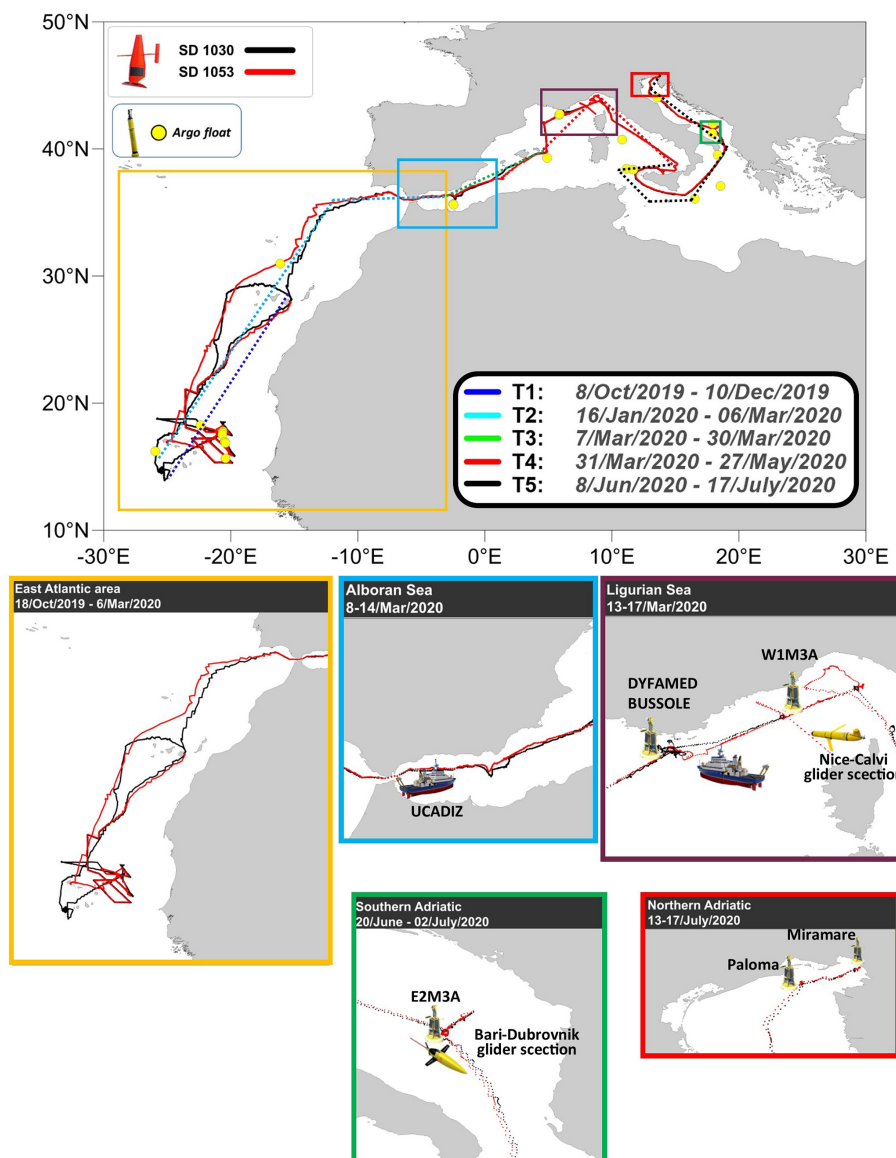 50°N
SD 1030
SD 1053
Argo float
40°N
30°N
20°N
10°N
T1: 8/Oct/2019 - 10/Dec/2019
T2: 16/Jan/2020 - 06/Mar/2020
T3: 7/Mar/2020 - 30/Mar/2020
T4: 31/Mar/2020 - 27/May/2020
T5: 8/Jun/2020 - 17/July/2020
-30°E -20°E -10°E 0°E 10°E 20°E 30°E
East Atlantic area
18/Oct/2019 - 6/Mar/2020
Alboran Sea
8-14/Mar/2020
UCADIZ
Ligurian Sea
13-17/Mar/2020
W1M3A
DYFAMED
BUSSOLE
Nice-Calvi
glider scection
Southern Adriatic
20/June - 02/July/2020
E2M3A
Bari-Dubrovnik
glider scection
Northern Adriatic
13-17/July/2020
Miramare
Paloma